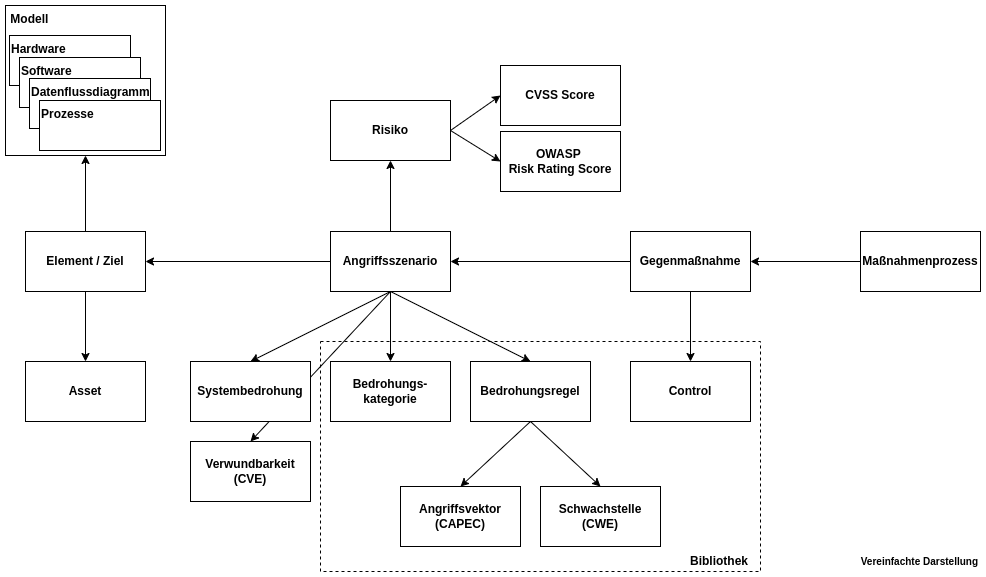 Modell
Hardware
Software
Datenflussdiagramm
Prozesse
CVSS Score
Risiko
OWASP
Risk Rating Score
Element / Ziel
Angriffsszenario
Gegenmaßnahme
Maßnahmenprozess
Asset
Systembedrohung
Bedrohungs-
kategorie
Bedrohungsregel
Control
Verwundbarkeit
(CVE)
Angriffsvektor
(CAPEC)
Schwachstelle
(CWE)
Bibliothek
Vereinfachte Darstellung